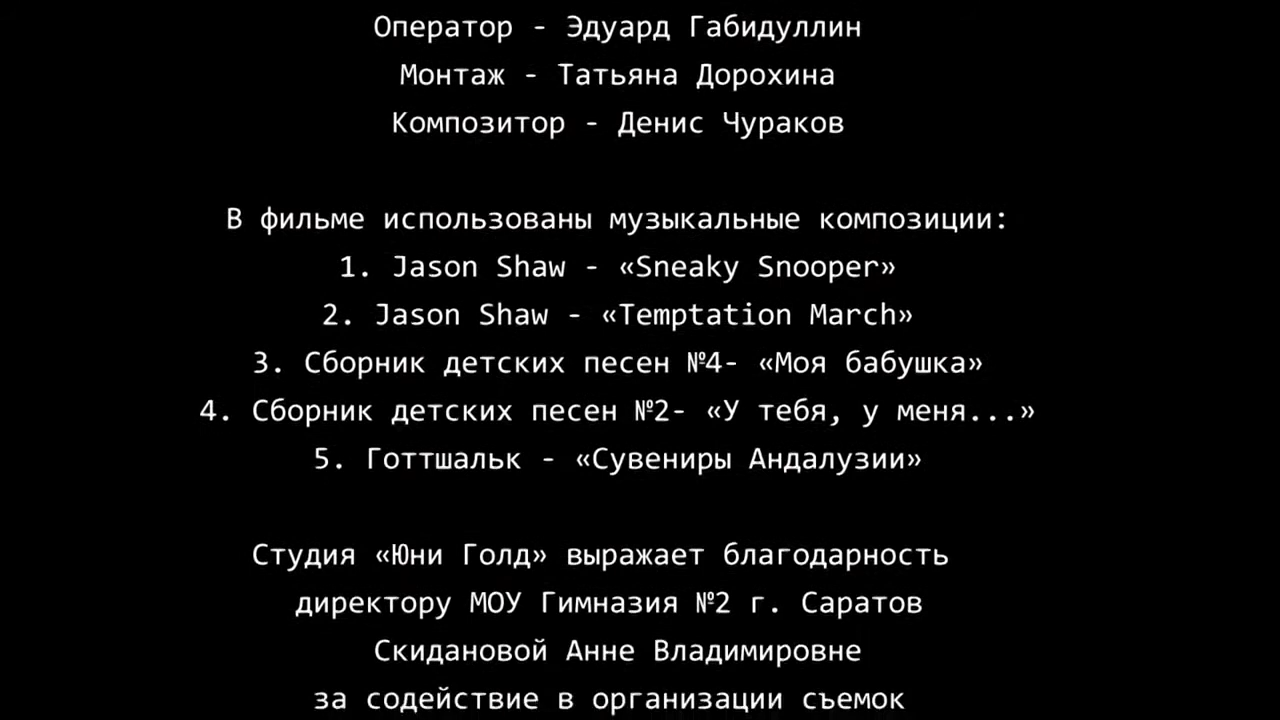 Оператор - Эдуард Габидуллин
Монтаж - Татьяна Дорохина
Композитор - Денис Чураков
В фильме использованы музыкальные композиции:
1. Jason Shaw - «Sneaky Snooper»
2. Jason Shaw - «Temptation March»
3. Сборник детских песен №4- «Моя бабушка»
4. Сборник детских песен №2- «У тебя, у меня...»
5. Готтшальк - «Сувениры Андалузии»
Студия «Юни Голд» выражает благодарность
директору МОУ Гимназия №2 г. Саратов
Скидановой Анне Владимировне
за содействие в организации съемок